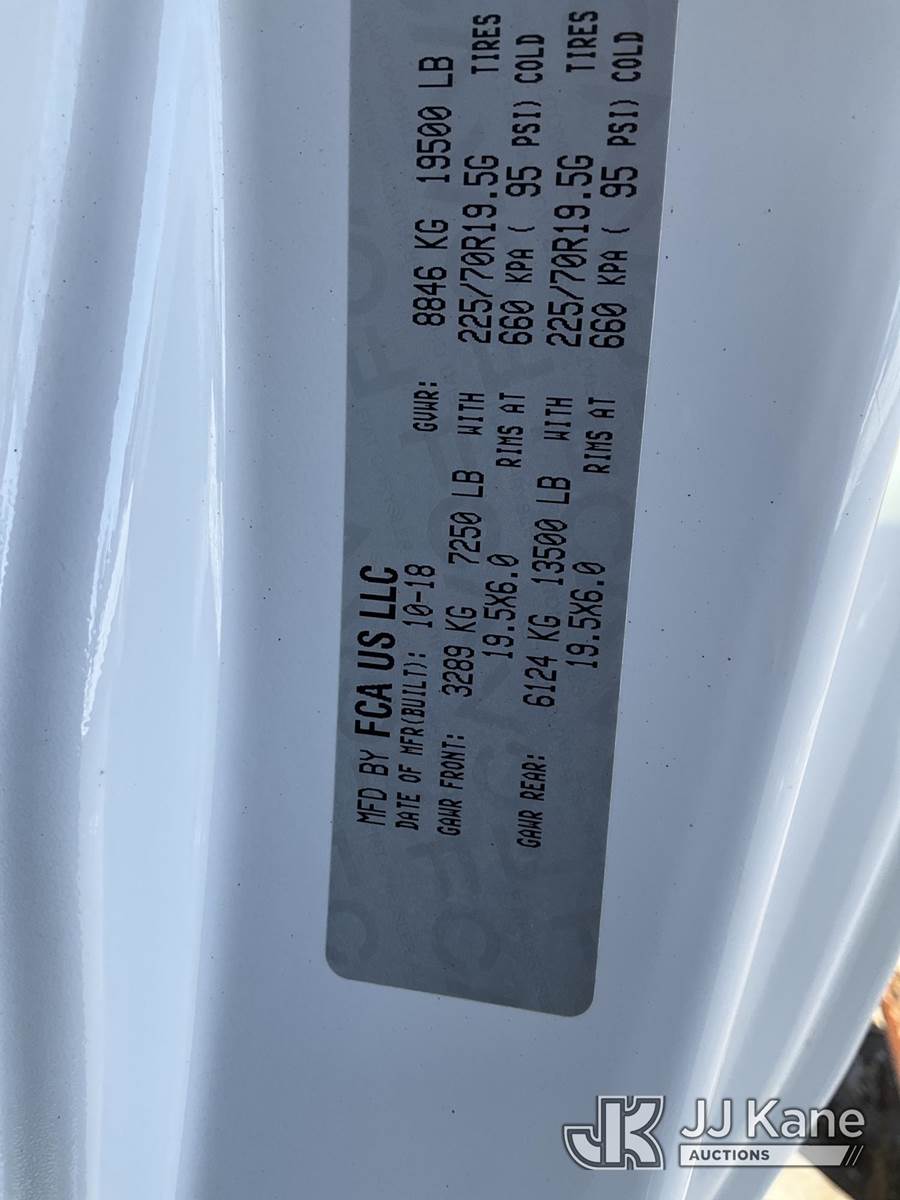 MFD BY FCA US LLC
DATE OF MFR(BUILT): 10-18 GVWR: 8846 KG 19500 LB
GAWR FRONT: 3289 KG 7250 LB WITH 225/70R19.5G TIRES
19.5X6.0 RIMS AT 660 KPA ( 95 PSI) COLD
GAWR REAR: 6124 KG 13500 LB WITH 225/70R19.5G TIRES
19.5X6.0 RIMS AT 660 KPA ( 95 PSI) COLD
JK JJ Kane
AUCTIONS